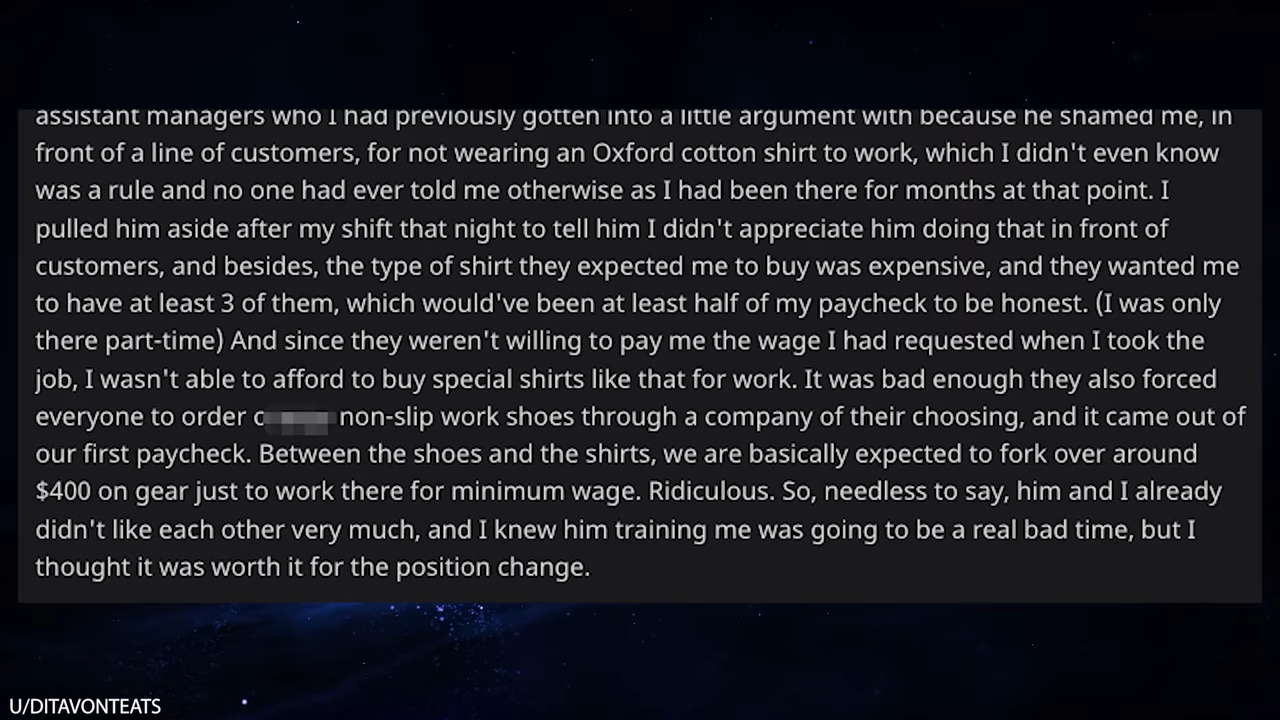 assistant managers who I had previously gotten into a little argument with because he shamed me, in
front of a line of customers, for not wearing an Oxford cotton shirt to work, which I didn't even know
was a rule and no one had ever told me otherwise as I had been there for months at that point. I
pulled him aside after my shift that night to tell him I didn't appreciate him doing that in front of
customers, and besides, the type of shirt they expected me to buy was expensive, and they wanted me
to have at least 3 of them, which would've been at least half of my paycheck to be honest. (I was only
there part-time) And since they weren't willing to pay me the wage I had requested when I took the
job, I wasn't able to afford to buy special shirts like that for work. It was bad enough they also forced
everyone to order non-slip work shoes through a company of their choosing, and it came out of
our first paycheck. Between the shoes and the shirts, we are basically expected to fork over around
$400 on gear just to work there for minimum wage. Ridiculous. So, needless to say, him and I already
didn't like each other very much, and I knew him training me was going to be a real bad time, but I
thought it was worth it for the position change.
U/DITAVONTEATS